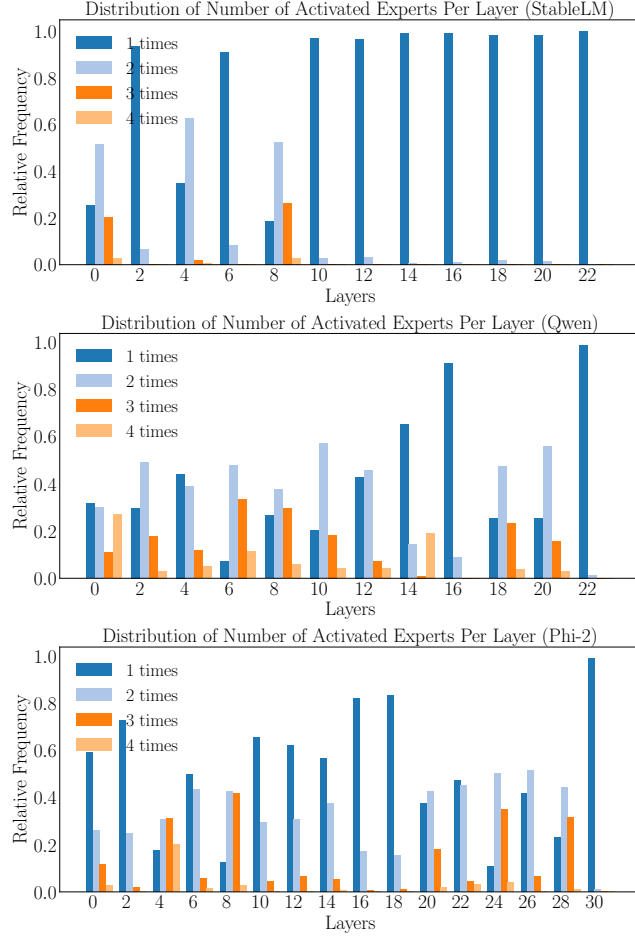 Distribution of Number of Activated Experts Per Layer (StableLM)
1.0
0.8
0.6
0.4
0.2
0.0
Relative Frequency
1 times
2 times
3 times
4 times
0 2 4 6 8 10 12 14 16 18 20 22
Layers
Distribution of Number of Activated Experts Per Layer (Qwen)
1.0
0.8
0.6
0.4
0.2
0.0
Relative Frequency
1 times
2 times
3 times
4 times
0 2 4 6 8 10 12 14 16 18 20 22
Layers
Distribution of Number of Activated Experts Per Layer (Phi-2)
1.0
0.8
0.6
0.4
0.2
0.0
Relative Frequency
1 times
2 times
3 times
4 times
0 2 4 6 8 10 12 14 16 18 20 22 24 26 28 30
Layers